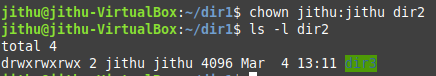 jithu@jithu-VirtualBox:~/dir1$ chown jithu:jithu dir2
jithu@jithu-VirtualBox:~/dir1$ ls -l dir2
total 4
drwxrwxrwx 2 jithu jithu 4096 Mar  4 13:11 dir3